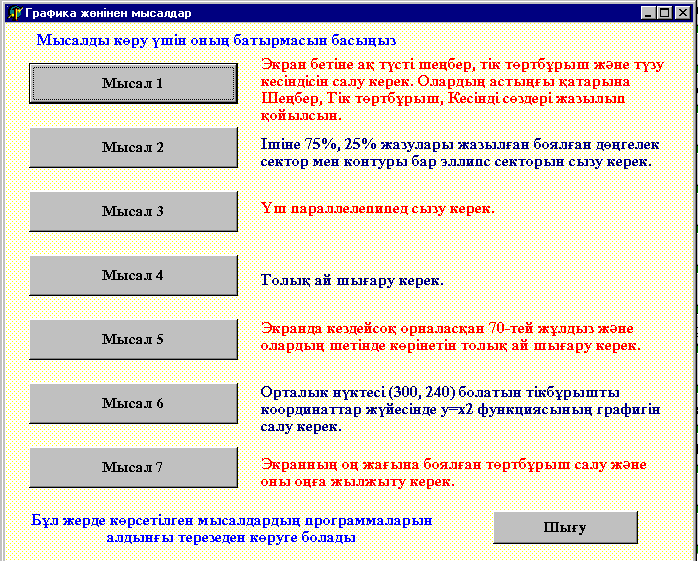 Графика жөнінен мысалдар
Мысалды көру үшін оның батырмасын басыңыз
Мысал 1
Экран бетіне ақ түсті шеңбер, тік төртбұрыш және түзу
кесіндісін салу керек. Олардың астыңғы қатарына
Шеңбер, Тік төртбұрыш, Кесінді сөздері жазылып
қойылсын.
Мысал 2
Ішіне 75%, 25% жазулары жазылған боялған дөңгелек
сектор мен контуры бар эллипс секторын сызу керек.
Мысал 3
Үш параллелепипед сызу керек.
Мысал 4
Толық ай шығару керек.
Мысал 5
Экранда кездейсоқ орналасқан 70-тей жұлдыз және
олардың шетінде көрінетін толық ай шығару керек.
Мысал 6
Орталык нүктесі (300, 240) болатын тікбұрышты
координаттар жүйесінде y=x2 функциясының графигін
салу керек.
Мысал 7
Экранның оң жағына боялған төртбұрыш салу және
оны оңға жылжыту керек.
Бұл жерде көрсетілген мысалдардың программаларын
алдыңғы терезеден көруге болады
Шығу